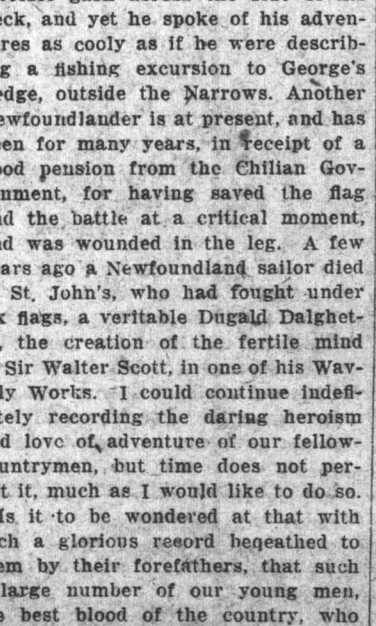 eck, and yet he spoke of his adven-
res as cooly as if he were describ-
g a fishing excursion to George's
edge, outside the Narrows. Another
ewfoundlander is at present, and has
een for many years, in receipt of a
ood pension from the Chilian Gov-
nment, for having saved the flag
nd the battle at a critical moment,
nd was wounded in the leg. A few
ars ago a Newfoundland sailor died
St. John's, who had fought under
x flags, a veritable Dugald Dalghet-
, the creation of the fertile mind
Sir Walter Scott, in one of his Wav-
ly Works. I could continue indefi-
tely recording the daring heroism
d love of adventure of our fellow-
untrymen, but time does not per-
t it, much as I would like to do so.
Is it to be wondered at that with
ch a glorious record beqeathed to
em by their forefathers, that such
large number of our young men,
e best blood of the country, who